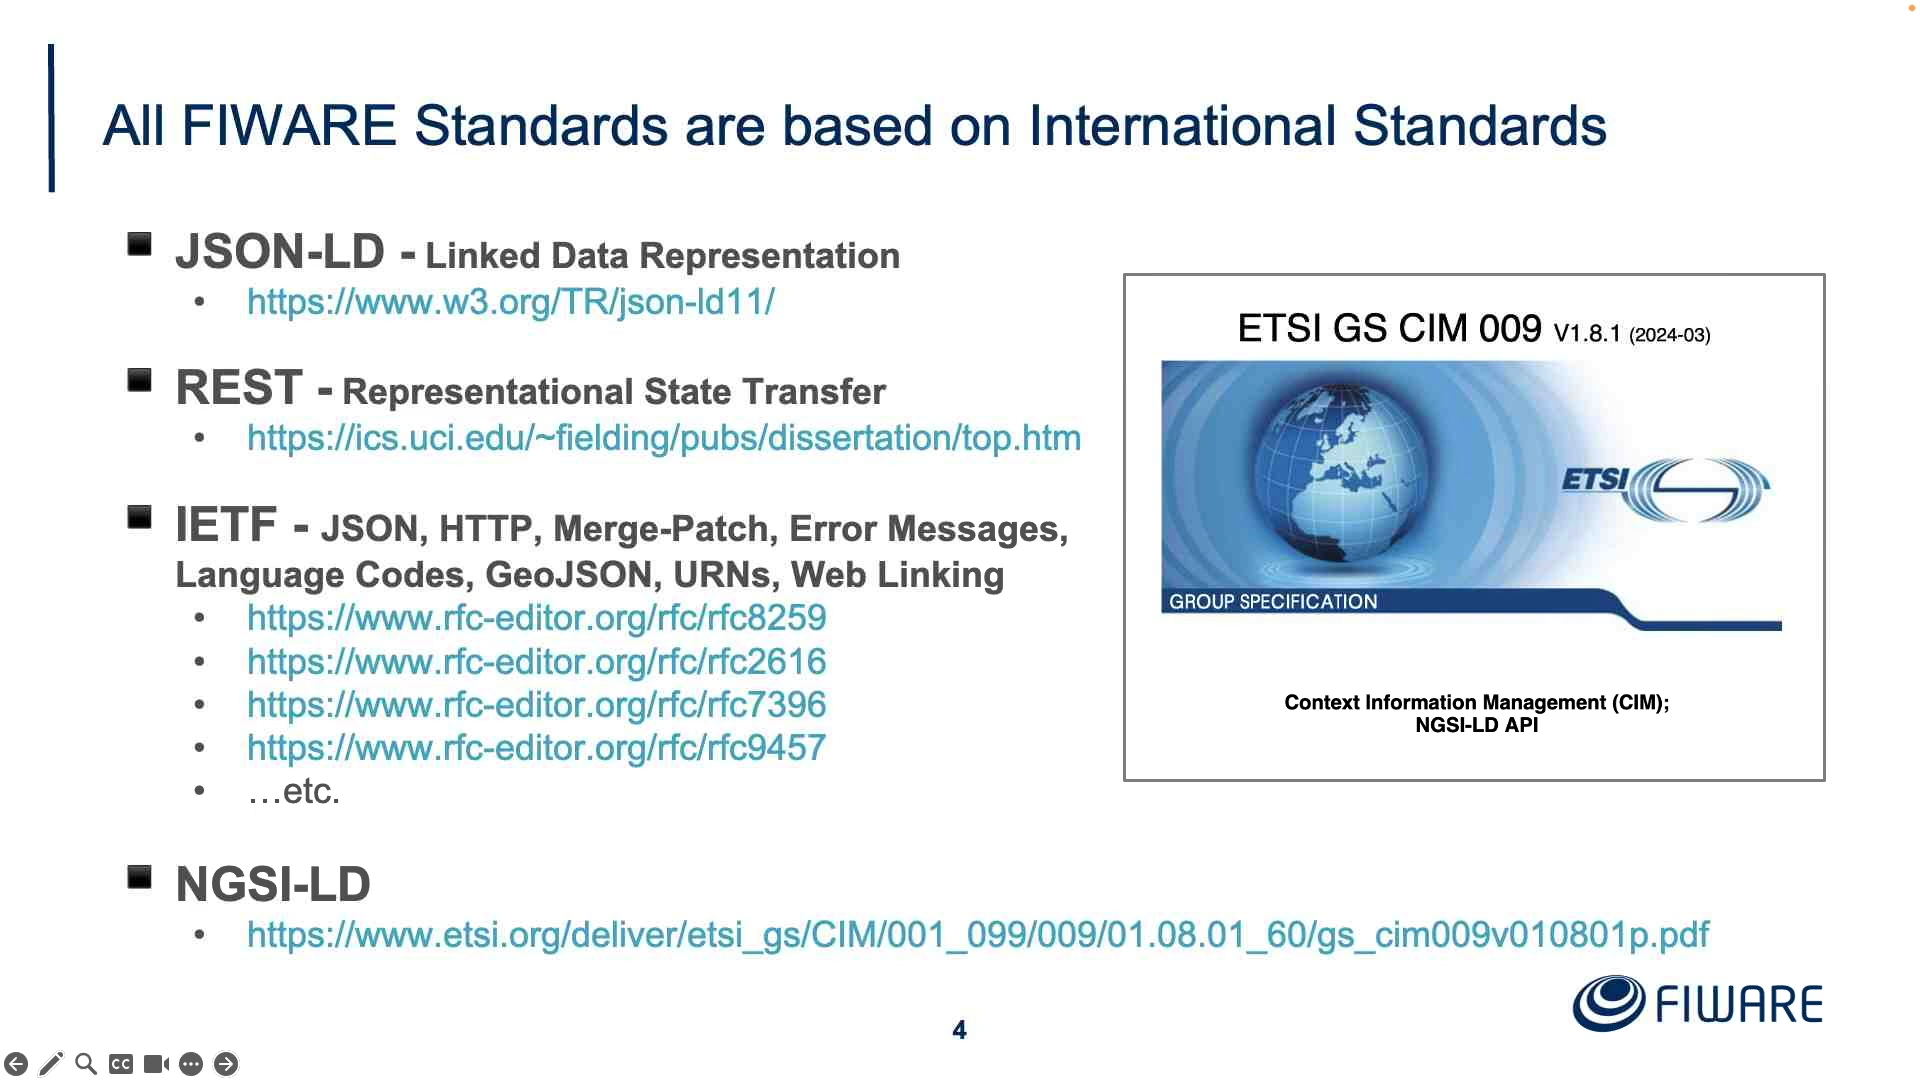 All FIWARE Standards are based on International Standards
JSON-LD - Linked Data Representation
https://www.w3.org/TR/json-ld11/
REST - Representational State Transfer
https://ics.uci.edu/~fielding/pubs/dissertation/top.htm
IETF - JSON, HTTP, Merge-Patch, Error Messages,
Language Codes, GeoJSON, URNs, Web Linking
https://www.rfc-editor.org/rfc/rfc8259
https://www.rfc-editor.org/rfc/rfc2616
https://www.rfc-editor.org/rfc/rfc7396
https://www.rfc-editor.org/rfc/rfc9457
…etc.
NGSI-LD
https://www.etsi.org/deliver/etsi_gs/CIM/001_099/009/01.08.01_60/gs_cim009v010801p.pdf
ETSI GS CIM 009 V1.8.1 (2024-03)
ETSI
GROUP SPECIFICATION
Context Information Management (CIM);
NGSI-LD API
FIWARE
4
CC